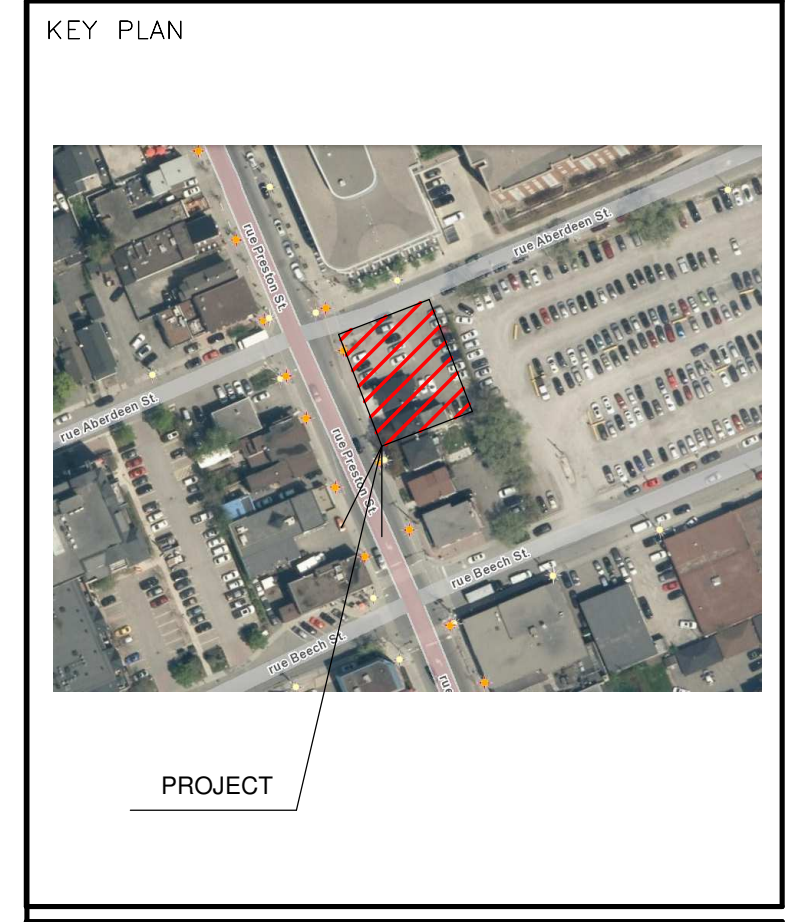 KEY PLAN
rue Preston St.
rue Aberdeen St.
rue Aberdeen St.
rue Preston St.
rue Beech St.
rue Beech St.
rue
PROJECT